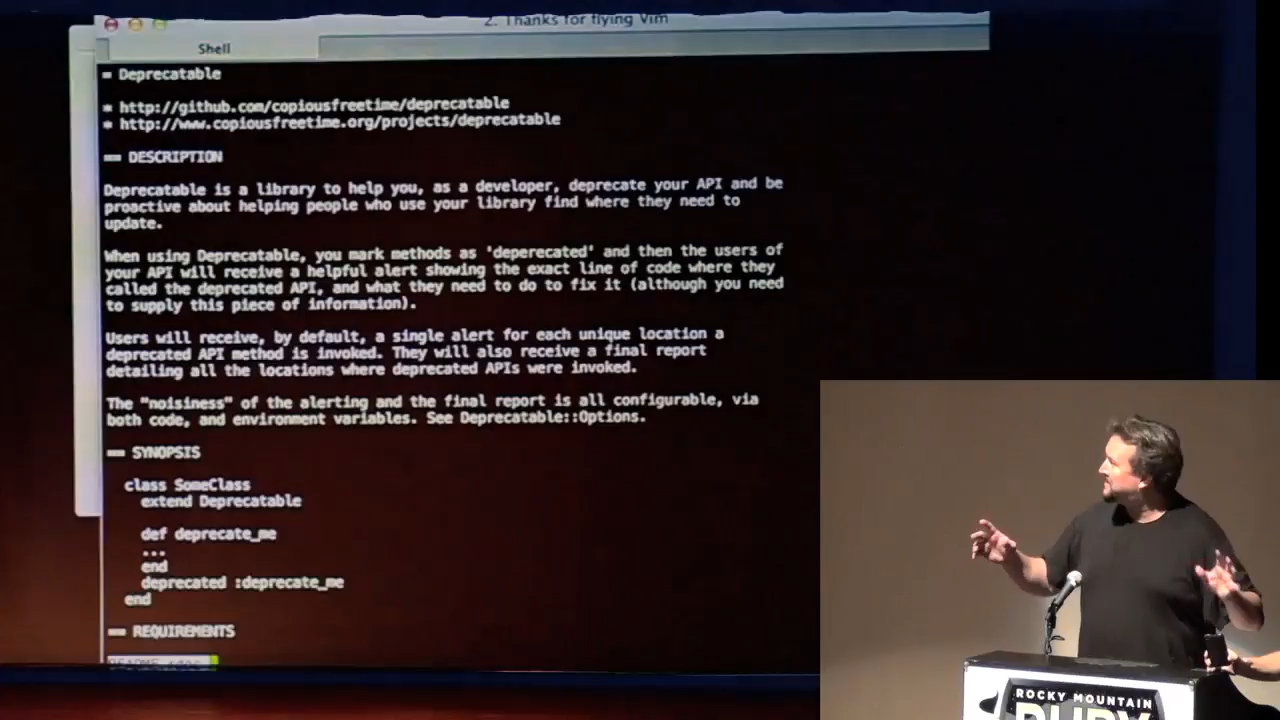 2. Thanks for flying Vim
Shell
= Deprecatable
* http://github.com/copiousfreetime/deprecatable
* http://www.copiousfreetime.org/projects/deprecatable
== DESCRIPTION
Deprecatable is a library to help you, as a developer, deprecate your API and be
proactive about helping people who use your library find where they need to
update.
When using Deprecatable, you mark methods as 'deperecated' and then the users of
your API will receive a helpful alert showing the exact line of code where they
called the deprecated API, and what they need to do to fix it (although you need
to supply this piece of information).
Users will receive, by default, a single alert for each unique location a
deprecated API method is invoked. They will also receive a final report
detailing all the locations where deprecated APIs were invoked.
The "noisiness" of the alerting and the final report is all configurable, via
both code, and environment variables. See Deprecatable::Options.
== SYNOPSIS
class SomeClass
extend Deprecatable
def deprecate_me
...
end
deprecated :deprecate_me
end
== REQUIREMENTS
ROCKY MOUNTAIN
RUBY